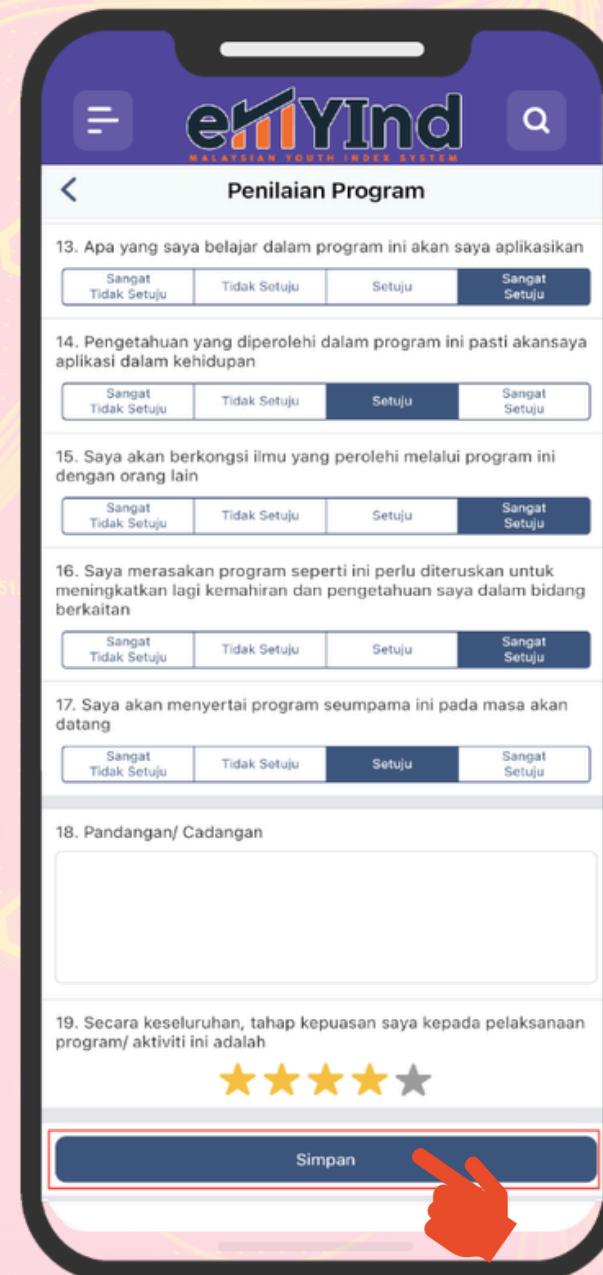 emYInd
MALAYSIAN YOUTH INDEX SYSTEM
Penilaian Program
13. Apa yang saya belajar dalam program ini akan saya aplikasikan
Sangat Tidak Setuju Tidak Setuju Setuju Sangat Setuju
14. Pengetahuan yang diperolehi dalam program ini pasti akansaya
aplikasi dalam kehidupan
Sangat Tidak Setuju Tidak Setuju Setuju Sangat Setuju
15. Saya akan berkongsi ilmu yang perolehi melalui program ini
dengan orang lain
Sangat Tidak Setuju Tidak Setuju Setuju Sangat Setuju
16. Saya merasakan program seperti ini perlu diteruskan untuk
meningkatkan lagi kemahiran dan pengetahuan saya dalam bidang
berkaitan
Sangat Tidak Setuju Tidak Setuju Setuju Sangat Setuju
17. Saya akan menyertai program seumpama ini pada masa akan
datang
Sangat Tidak Setuju Tidak Setuju Setuju Sangat Setuju
18. Pandangan/ Cadangan
19. Secara keseluruhan, tahap kepuasan saya kepada pelaksanaan
program/ aktiviti ini adalah
Simpan